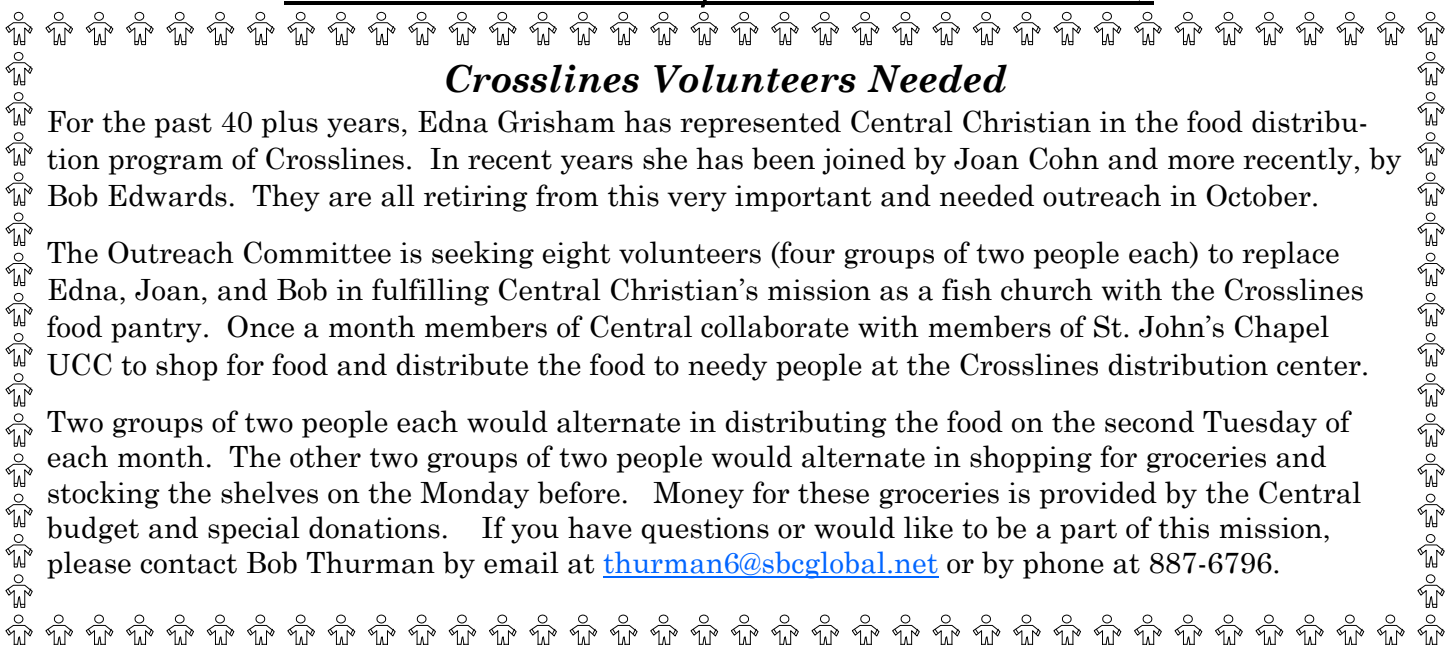 Crosslines Volunteers Needed
For the past 40 plus years, Edna Grisham has represented Central Christian in the food distribu-
tion program of Crosslines.  In recent years she has been joined by Joan Cohn and more recently, by
Bob Edwards.  They are all retiring from this very important and needed outreach in October.
The Outreach Committee is seeking eight volunteers (four groups of two people each) to replace
Edna, Joan, and Bob in fulfilling Central Christian’s mission as a fish church with the Crosslines
food pantry.  Once a month members of Central collaborate with members of St. John’s Chapel
UCC to shop for food and distribute the food to needy people at the Crosslines distribution center.
Two groups of two people each would alternate in distributing the food on the second Tuesday of
each month.  The other two groups of two people would alternate in shopping for groceries and
stocking the shelves on the Monday before.   Money for these groceries is provided by the Central
budget and special donations.    If you have questions or would like to be a part of this mission,
please contact Bob Thurman by email at thurman6@sbcglobal.net or by phone at 887-6796.